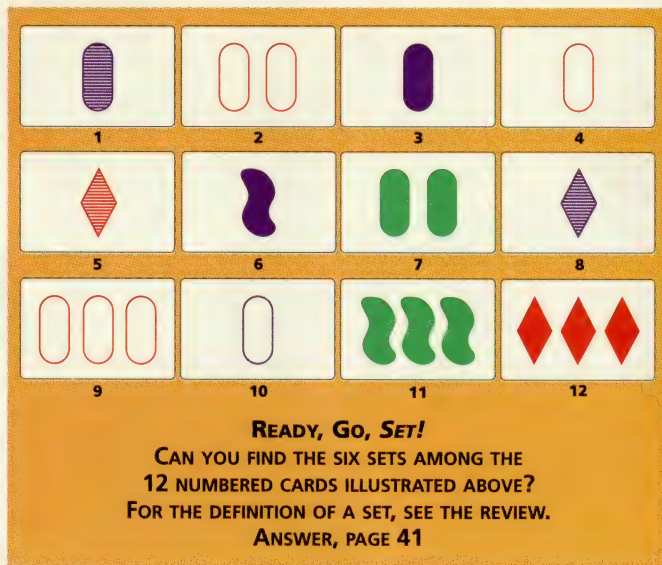 1 2 3 4
5 6 7 8
9 10 11 12
READY, GO, SET!
CAN YOU FIND THE SIX SETS AMONG THE
12 NUMBERED CARDS ILLUSTRATED ABOVE?
FOR THE DEFINITION OF A SET, SEE THE REVIEW.
ANSWER, PAGE 41